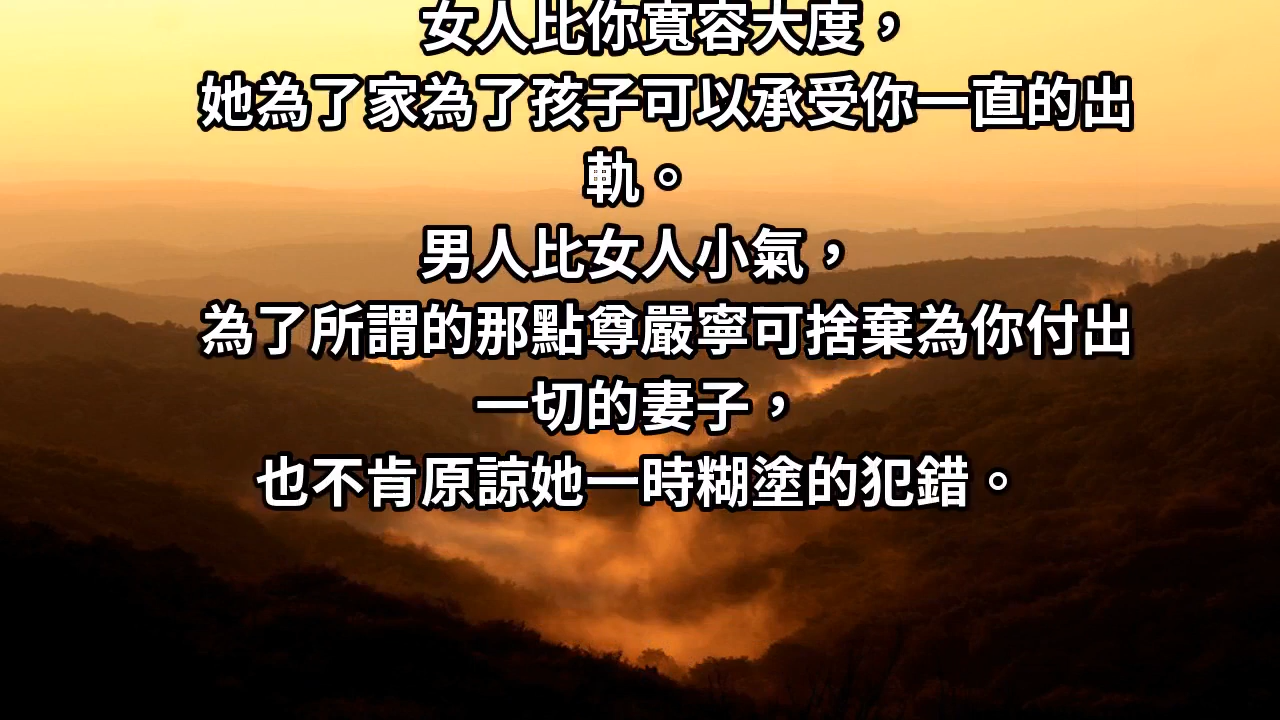 女人比你寬容大度，
她為了家為了孩子可以承受你一直的出
軌。
男人比女人小氣，
為了所謂的那點尊嚴寧可捨棄為你付出
一切的妻子，
也不肯原諒她一時糊塗的犯錯。